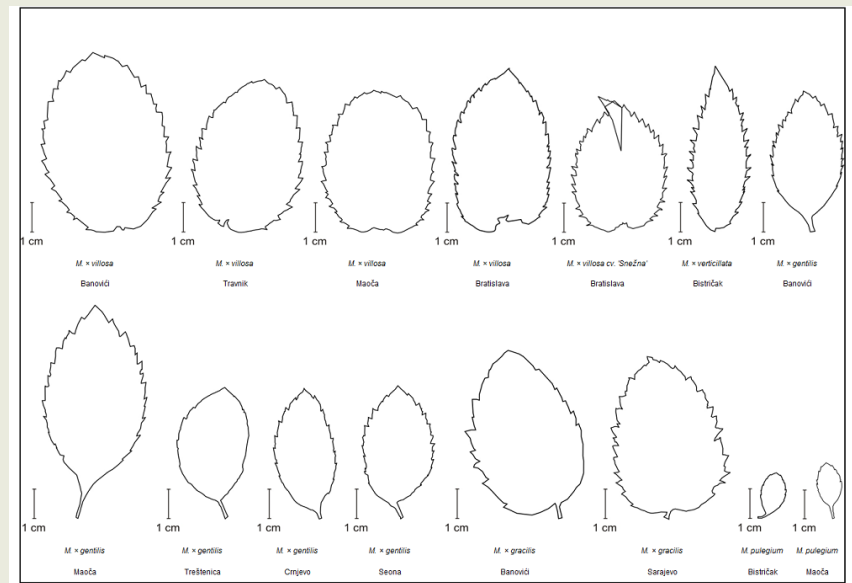 1 cm 1 cm 1 cm 1 cm 1 cm 1 cm 1 cm
M. × villosa M. × villosa M. × villosa M. × villosa M. × villosa cv. 'Snežna' M. × verticillata M. × gentilis
Banovići Travnik Maoča Bratislava Bratislava Bistričak Banovići
1 cm 1 cm 1 cm 1 cm 1 cm 1 cm 1 cm 1 cm
M. × gentilis M. × gentilis M. × gentilis M. × gentilis M. × gracilis M. × gracilis M. pulegium M. pulegium
Maoča Treštenica Crnjevo Seona Banovići Sarajevo Bistričak Maoča